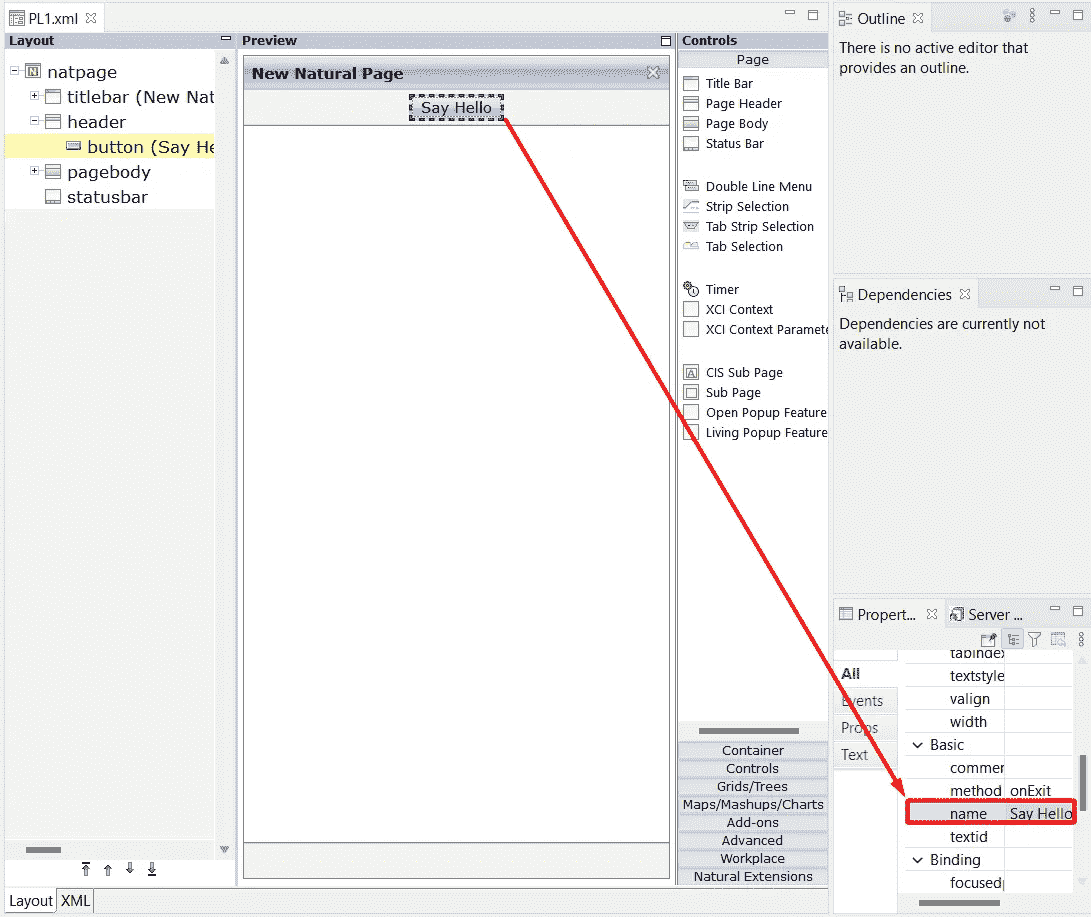 PL1.xml
Layout
natpage
titlebar (New Nat
header
button (Say He
pagebody
statusbar
Layout
XML
Preview
New Natural Page
Say Hello
Controls
Page
Title Bar
Page Header
Page Body
Status Bar
Double Line Menu
Strip Selection
Tab Strip Selection
Tab Selection
Timer
XCI Context
XCI Context Paramete
CIS Sub Page
Sub Page
Open Popup Feature
Living Popup Feature
Container
Controls
Grids/Trees
Maps/Mashups/Charts
Add-ons
Advanced
Workplace
Natural Extensions
Outline
There is no active editor that
provides an outline.
Dependencies
Dependencies are currently not
available.
Propert... Server ...
All
Events
Props
Text
tabindex
textstyle
valign
width
Basic
commer
method onExit
name Say Hello
textid
Binding
focusedp